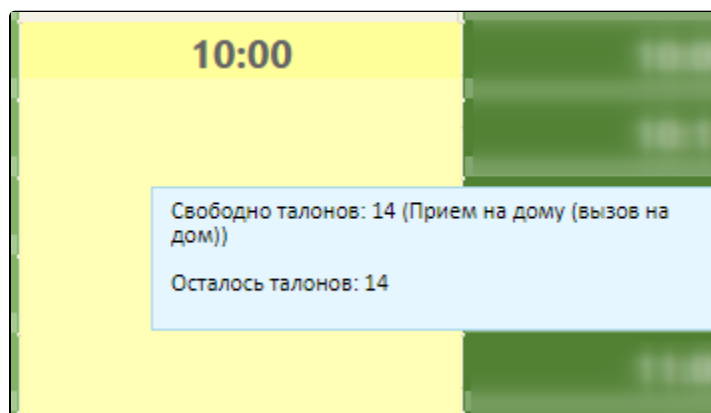 10:00
Свободно талонов: 14 (Прием на дому (вызов на
дом))
Осталось талонов: 14